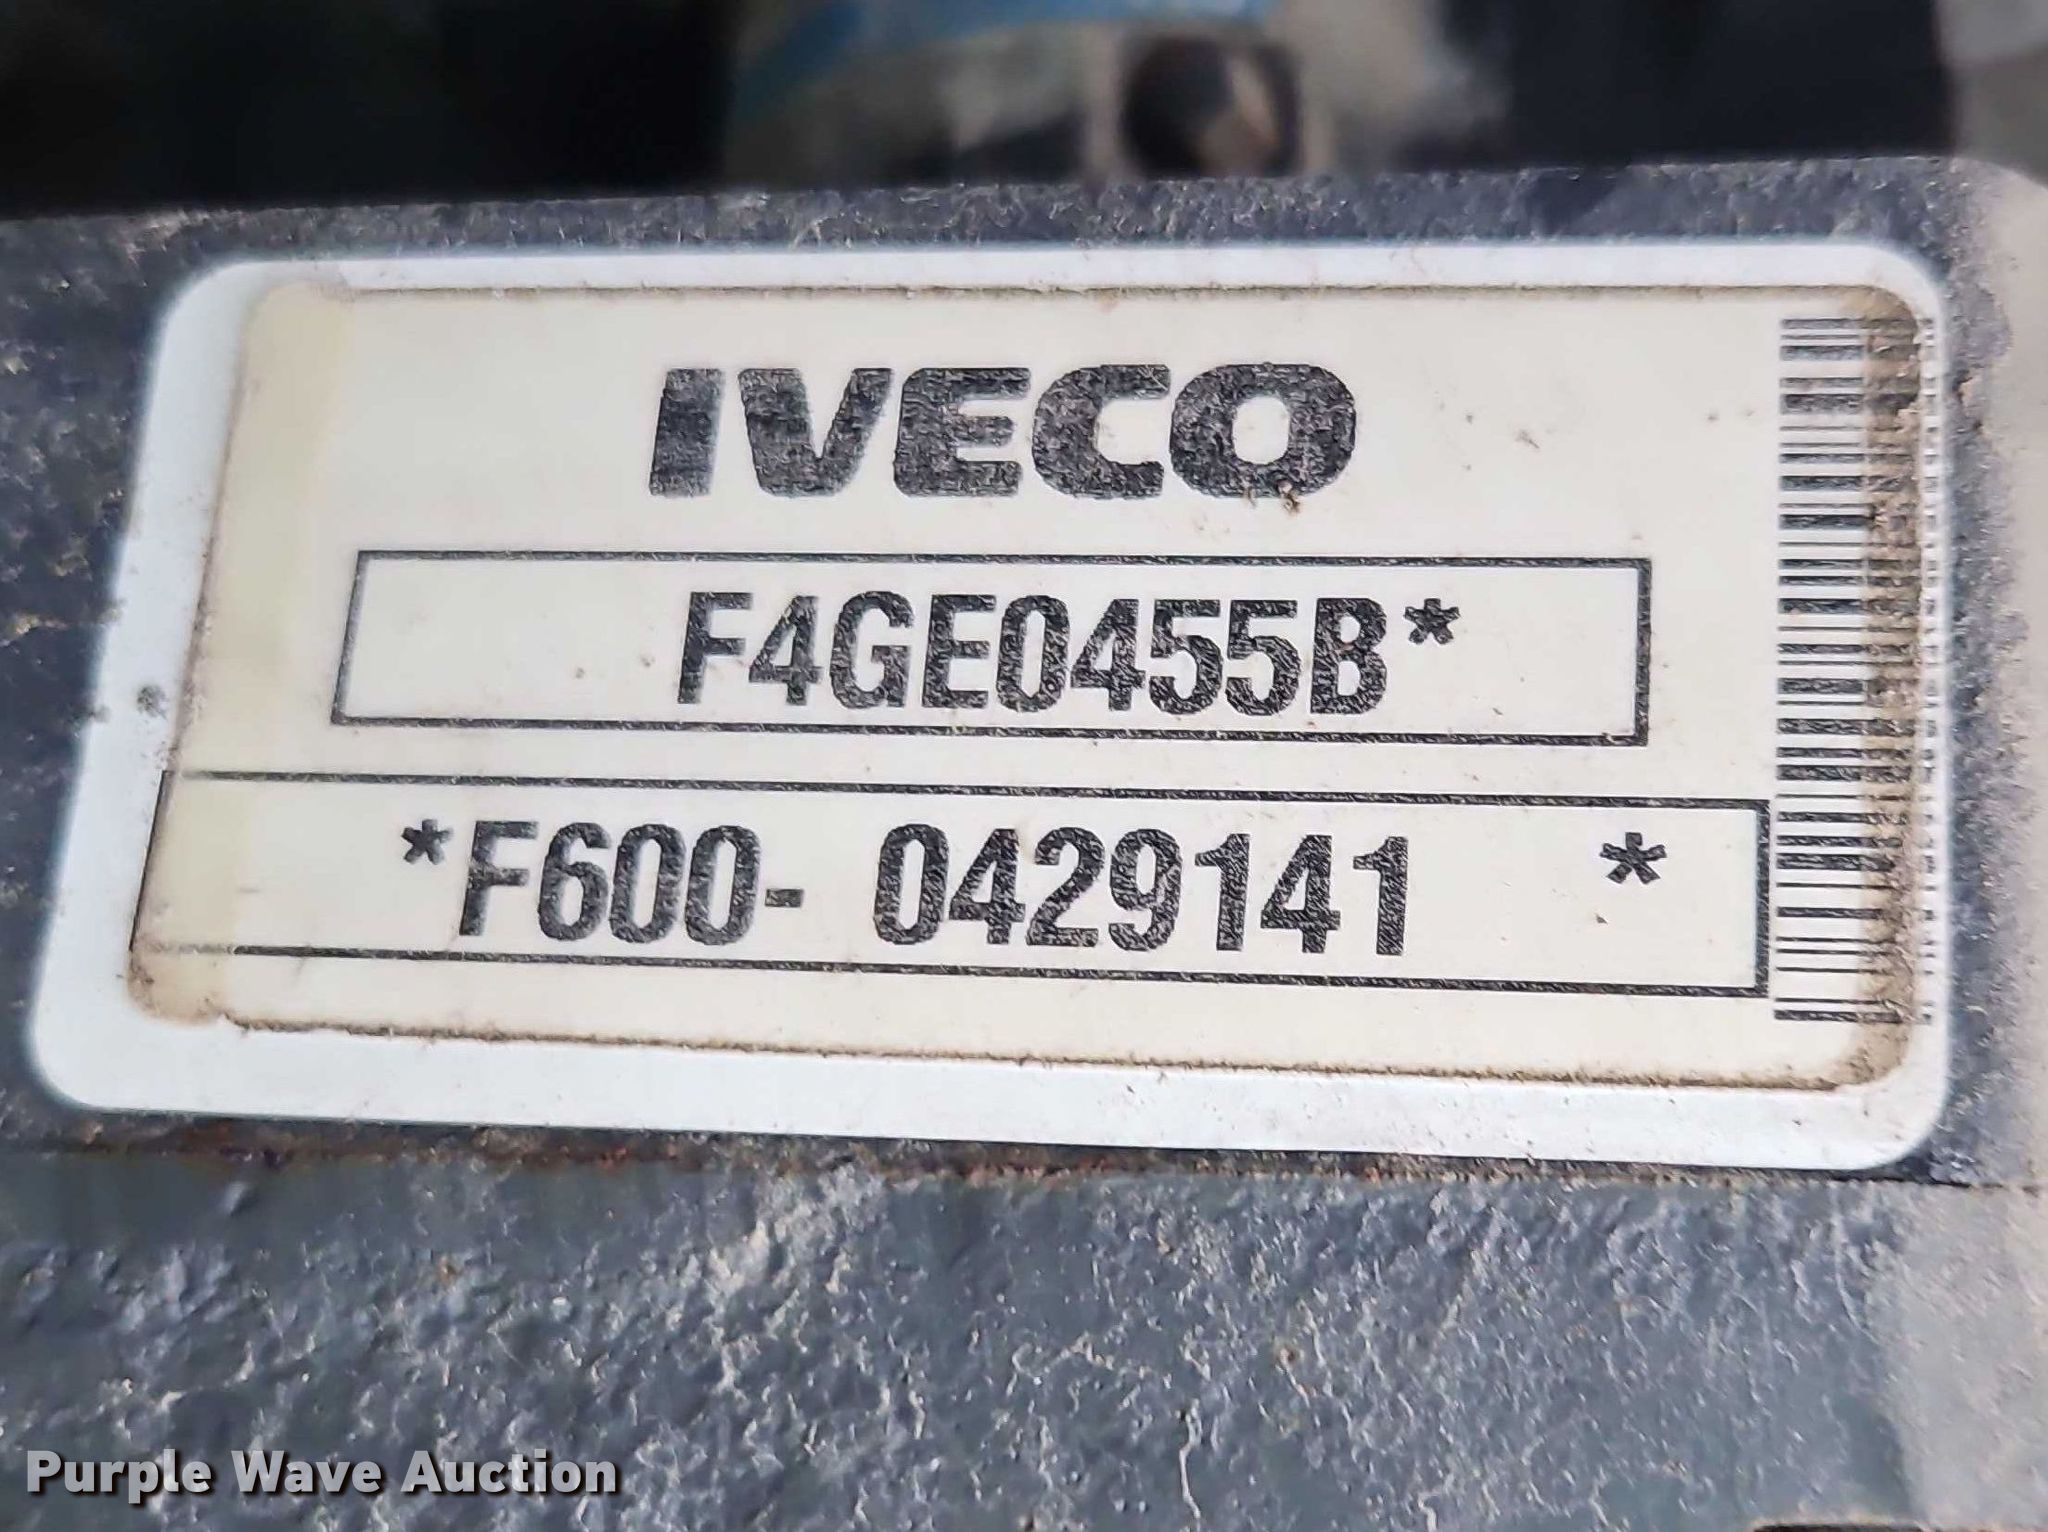 IVECO
F4GE0455B*
*F600- 0429141 *
Purple Wave Auction